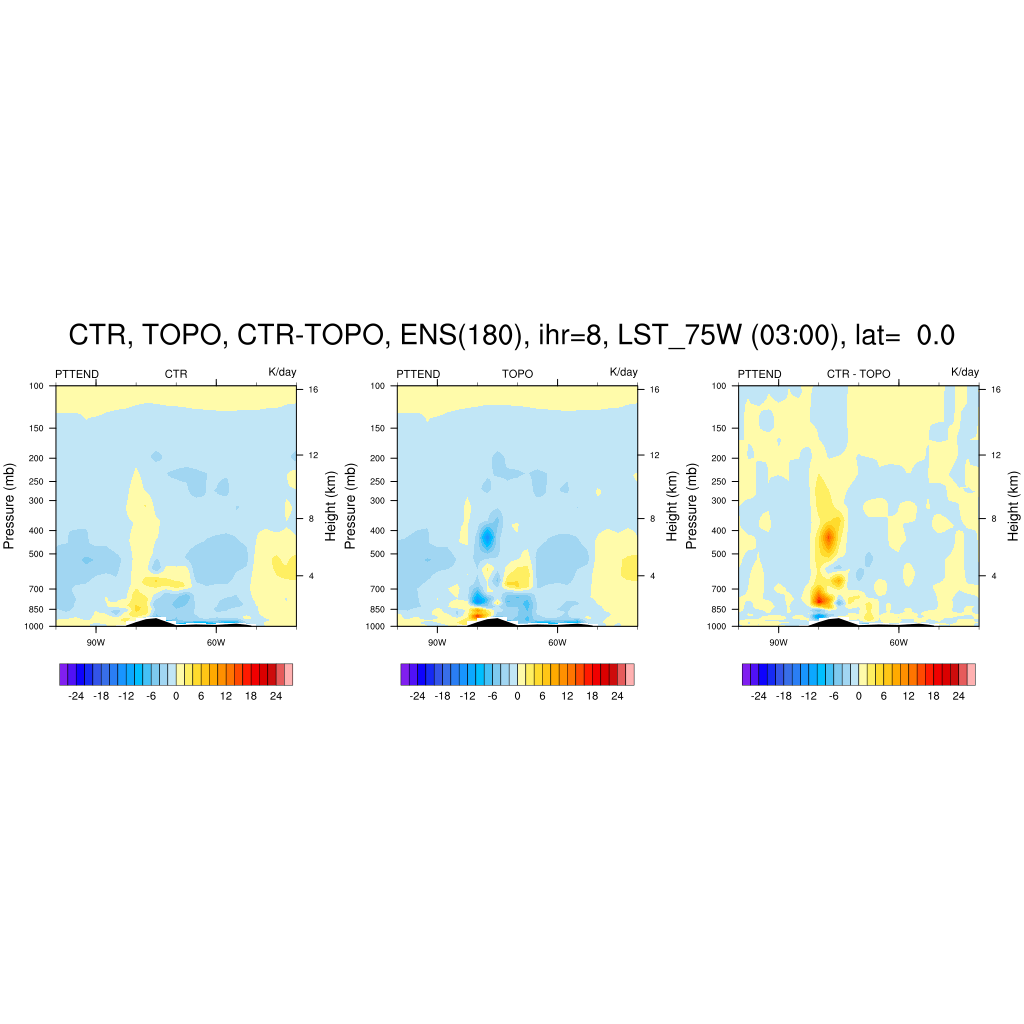 CTR, TOPO, CTR-TOPO, ENS(180), ihr=8, LST_75W (03:00), lat= 0.0
PTTEND CTR K/day
100
150
200
250
300
400
500
700
850
1000
Pressure (mb)
16
12
8
4
Height (km)
90W 60W
-24 -18 -12 -6 0 6 12 18 24
PTTEND TOPO K/day
100
150
200
250
300
400
500
700
850
1000
Pressure (mb)
16
12
8
4
Height (km)
90W 60W
-24 -18 -12 -6 0 6 12 18 24
PTTEND CTR - TOPO K/day
100
150
200
250
300
400
500
700
850
1000
Pressure (mb)
16
12
8
4
Height (km)
90W 60W
-24 -18 -12 -6 0 6 12 18 24